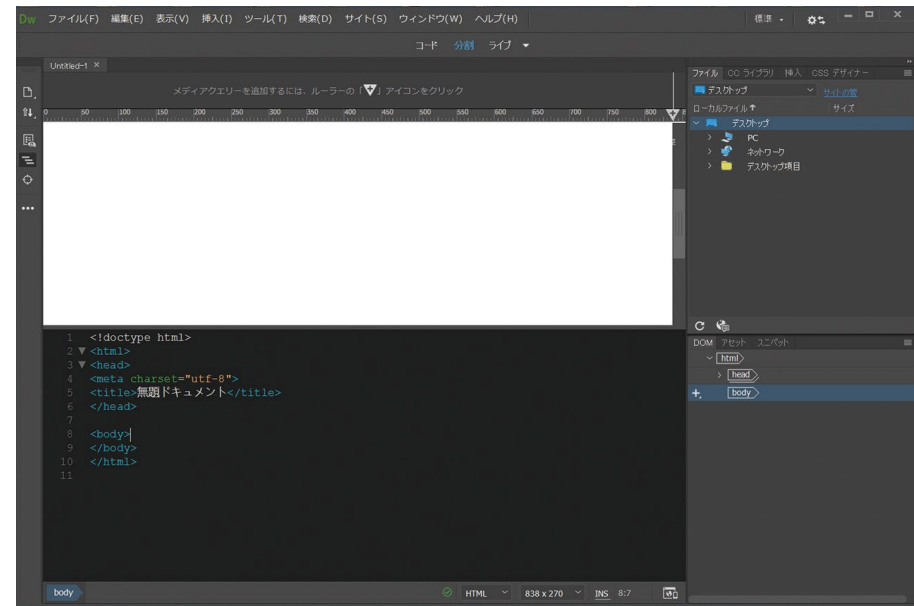 Dw ファイル(F) 編集(E) 表示(V) 挿入(I) ツール(T) 検索(D) サイト(S) ウィンドウ(W) ヘルプ(H) 標準
コード 分割 ライブ
Untitled-1 ×
メディアクエリーを追加するには、ルーラーの「」アイコンをクリック
0 50 100 150 200 250 300 350 400 450 500 550 600 650 700 750 800
ファイル CC ライブラリ 挿入 CSS デザイナー
デスクトップ サイトの管
ローカルファイル↑ サイズ
デスクトップ
PC
ネットワーク
デスクトップ項目
1 <!doctype html>
2 <html>
3 <head>
4 <meta charset="utf-8">
5 <title>無題ドキュメント</title>
6 </head>
7
8 <body>
9 </body>
10 </html>
11
DOM アセット スニペット
html
head
body
body HTML 838 x 270 INS 8:7